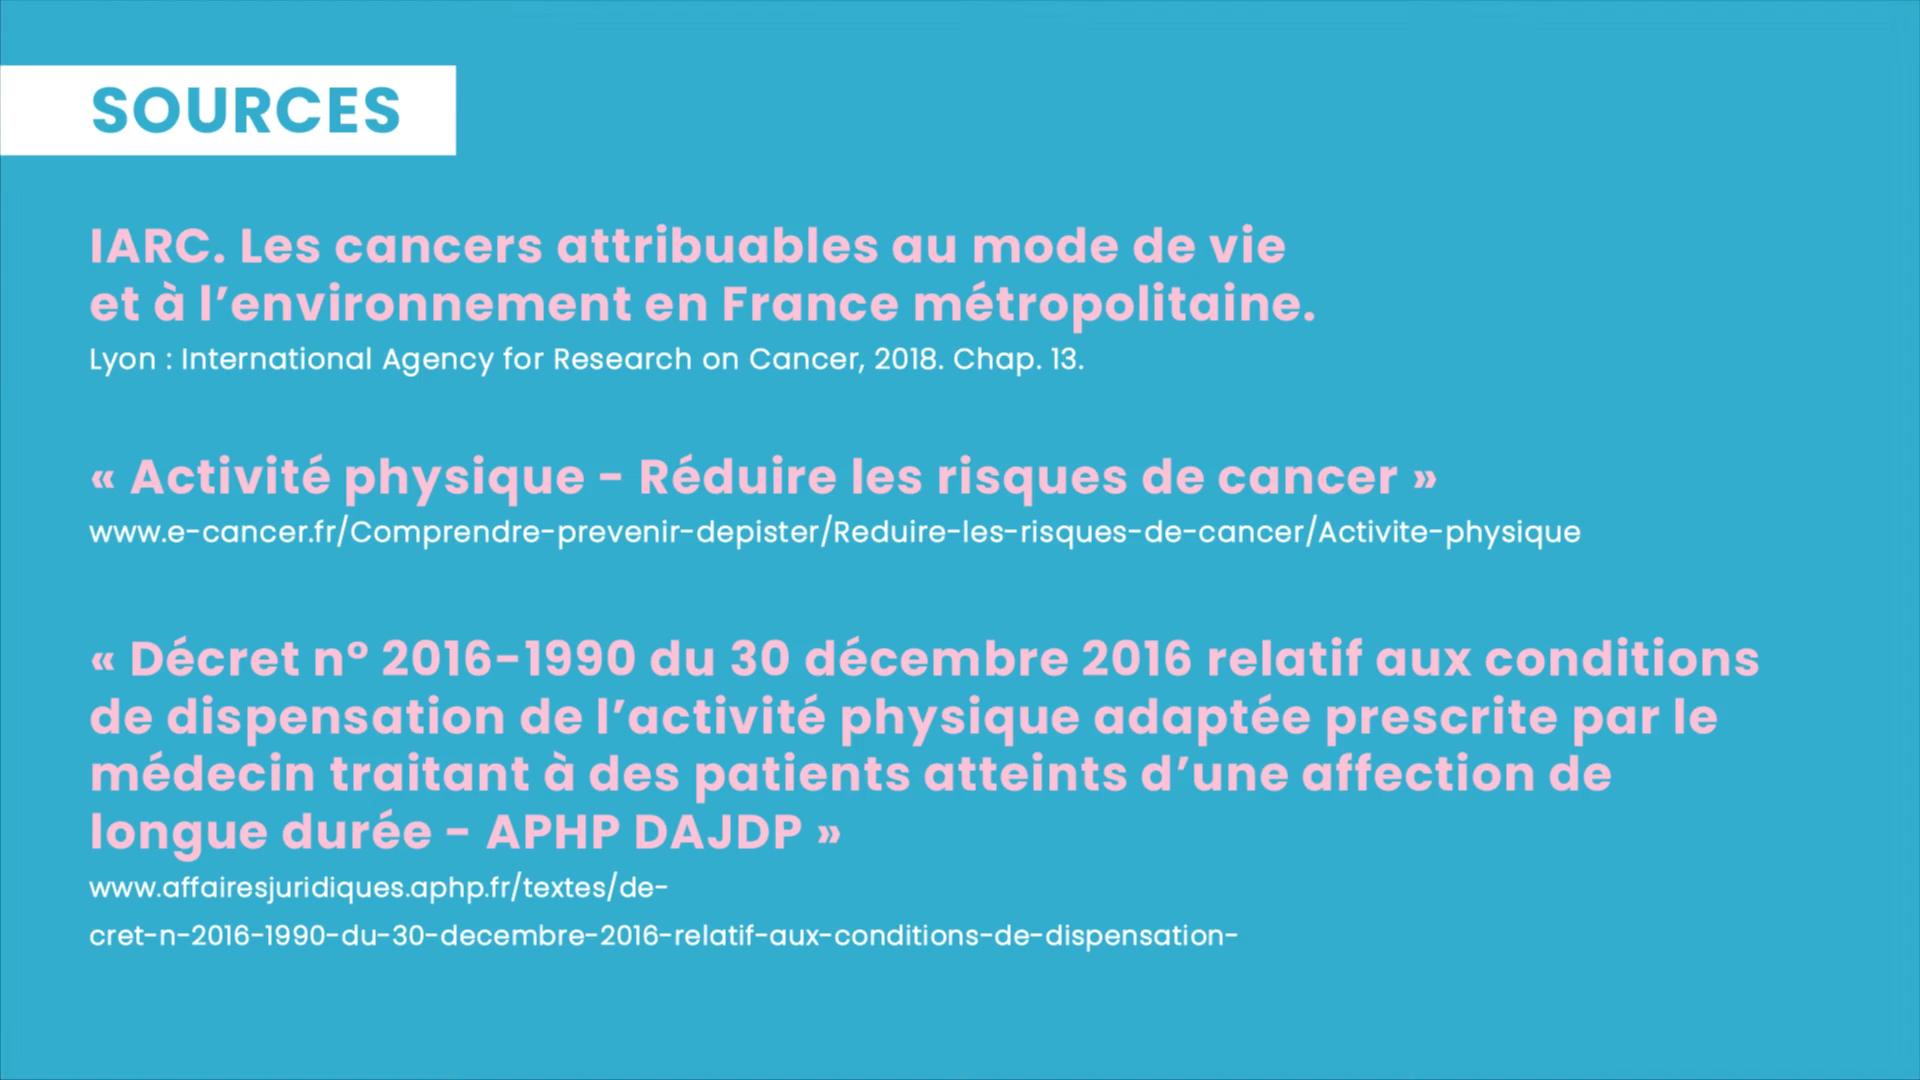 SOURCES
IARC. Les cancers attribuables au mode de vie
et à l’environnement en France métropolitaine.
Lyon : International Agency for Research on Cancer, 2018. Chap. 13.
« Activité physique - Réduire les risques de cancer »
www.e-cancer.fr/Comprendre-prevenir-depister/Reduire-les-risques-de-cancer/Activite-physique
« Décret n° 2016-1990 du 30 décembre 2016 relatif aux conditions
de dispensation de l’activité physique adaptée prescrite par le
médecin traitant à des patients atteints d’une affection de
longue durée - APHP DAJDP »
www.affairesjuridiques.aphp.fr/textes/de-
cret-n-2016-1990-du-30-decembre-2016-relatif-aux-conditions-de-dispensation-